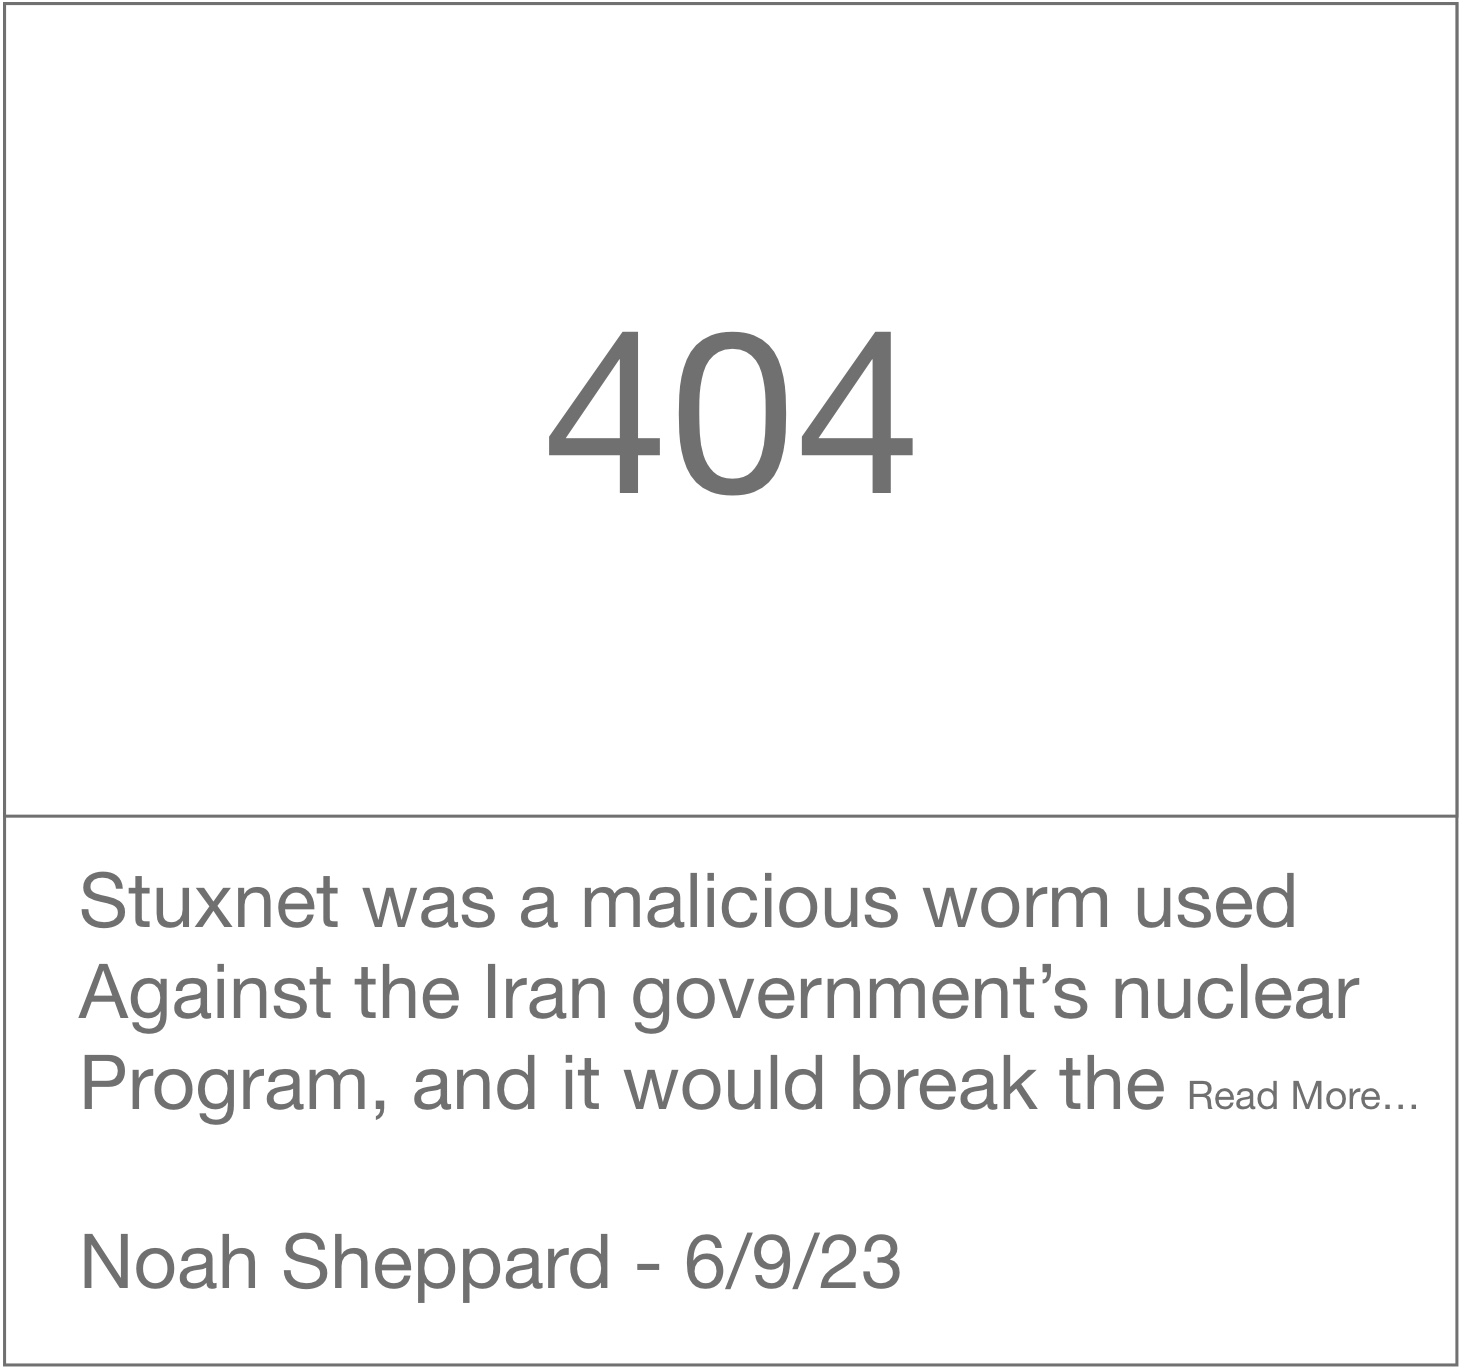 404
Stuxnet was a malicious worm used
Against the Iran government’s nuclear
Program, and it would break the Read More...
Noah Sheppard - 6/9/23